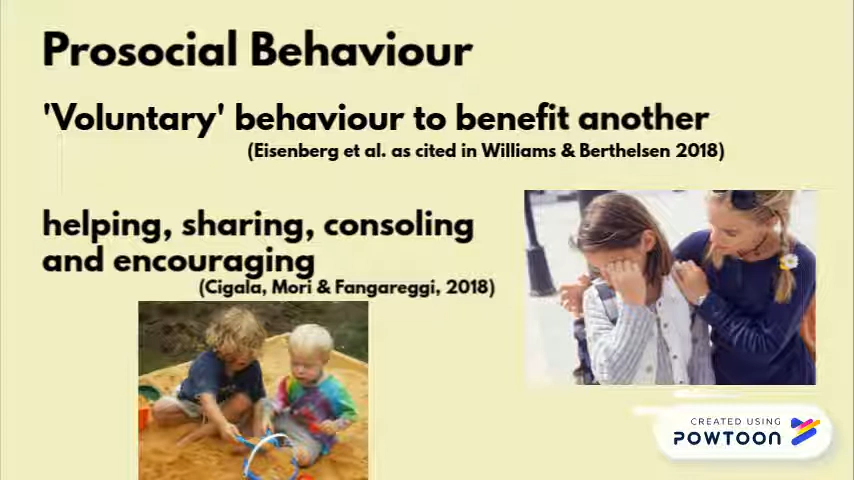 Prosocial Behaviour
'Voluntary' behaviour to benefit another
(Eisenberg et al. as cited in Williams & Berthelsen 2018)
helping, sharing, consoling
and encouraging
(Cigala, Mori & Fangareggi, 2018)
CREATED USING
POWTOON